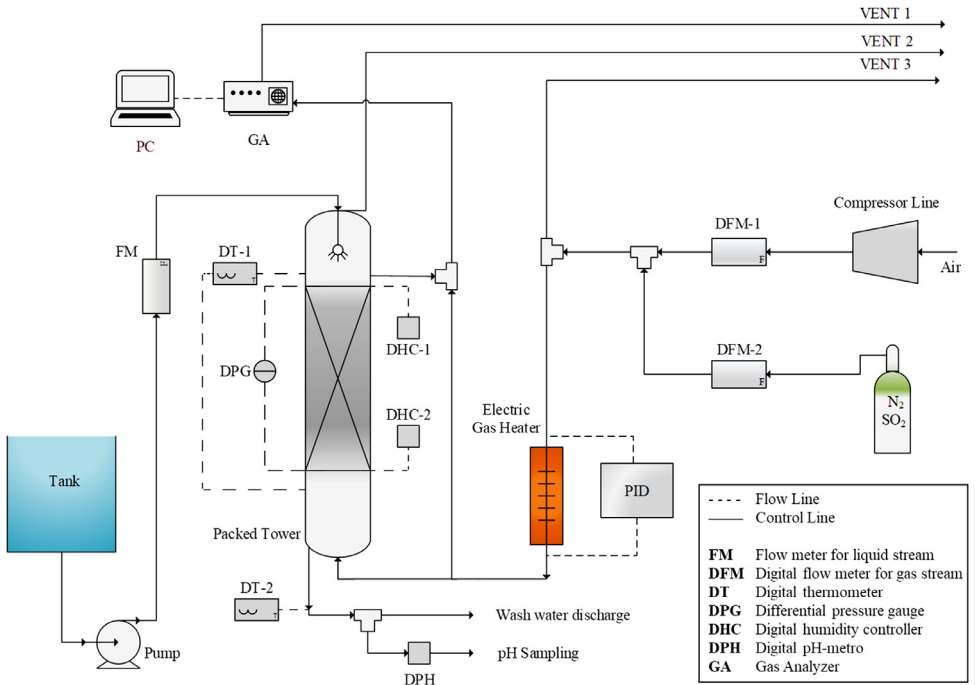 VENT 1
VENT 2
VENT 3
PC
GA
Compressor Line
DFM-1
F
Air
FM
F
DT-1
T
DHC-1
DPG
DFM-2
F
DHC-2
N2
SO2
Electric
Gas Heater
Tank
PID
Packed Tower
DT-2
T
Wash water discharge
Pump
pH Sampling
DPH
Flow Line
Control Line
FM Flow meter for liquid stream
DFM Digital flow meter for gas stream
DT Digital thermometer
DPG Differential pressure gauge
DHC Digital humidity controller
DPH Digital pH-metro
GA Gas Analyzer